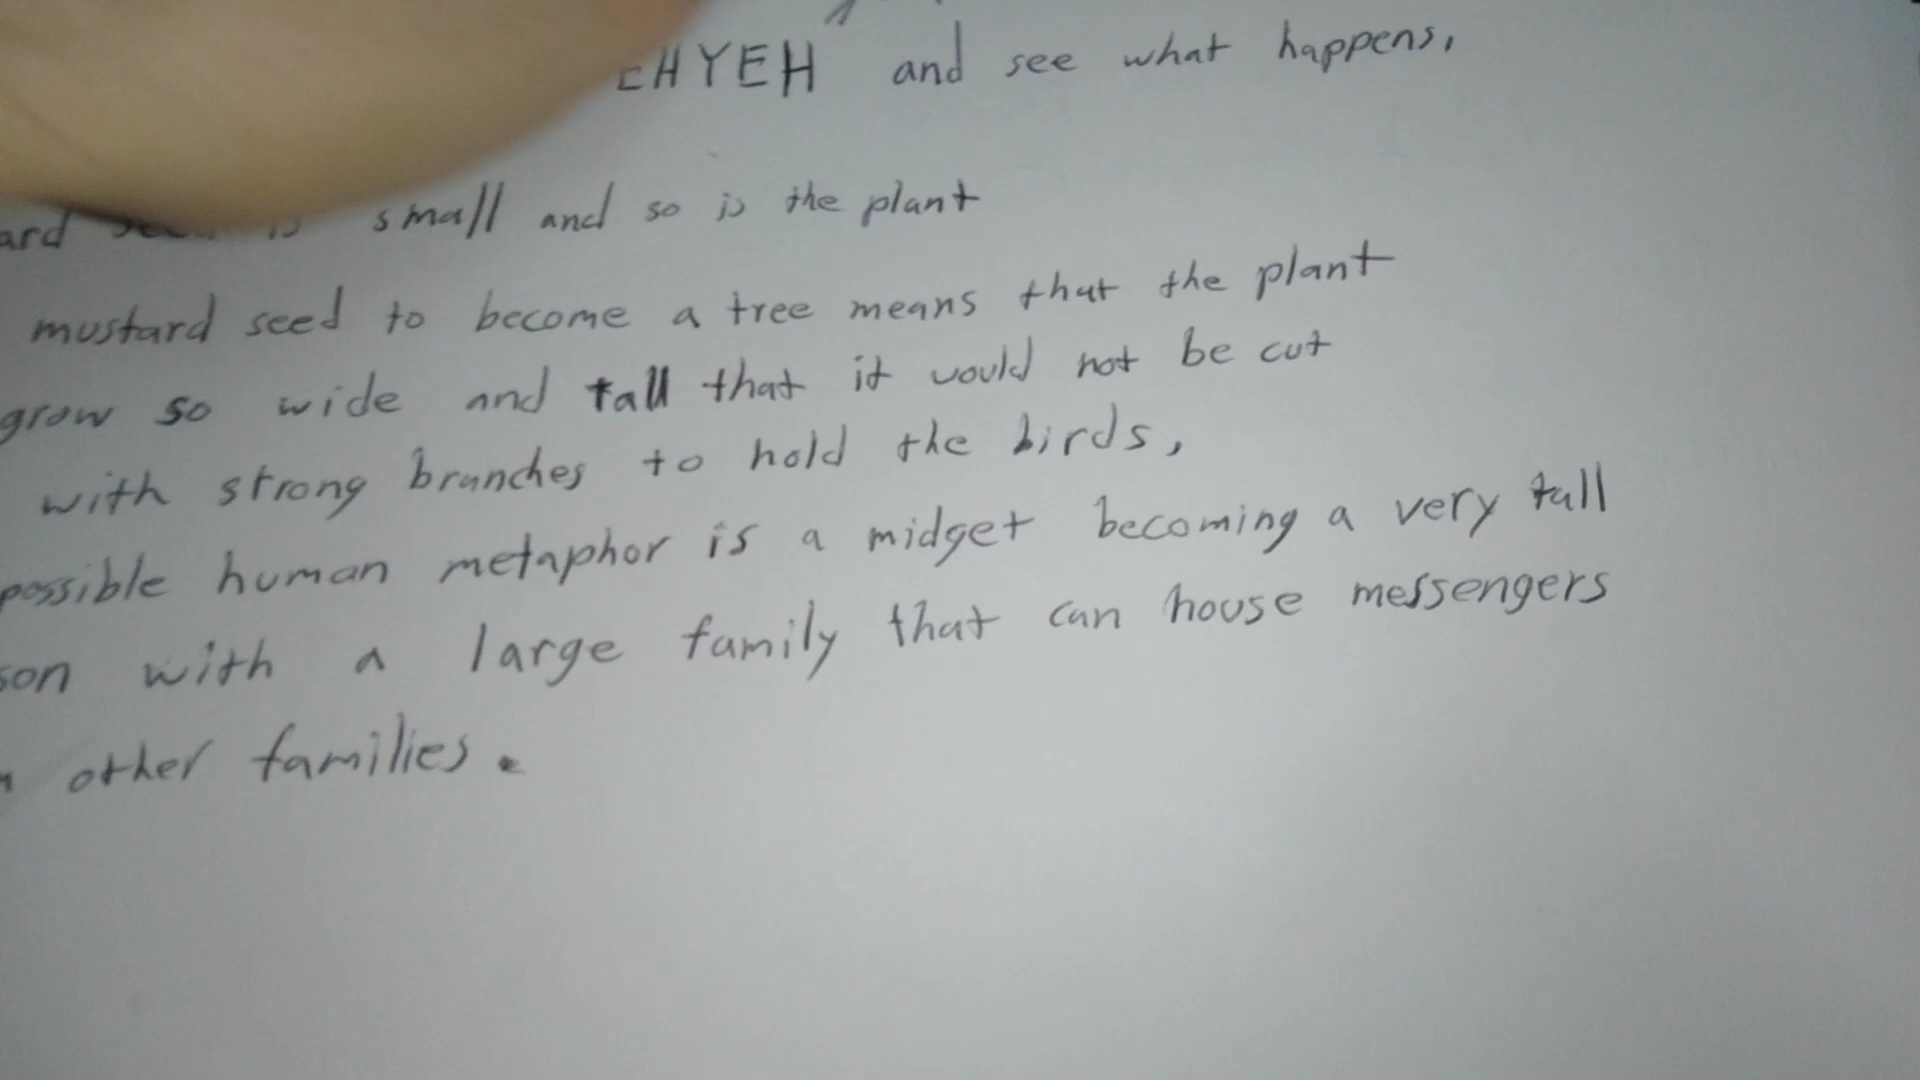 EHYEH and see what happens,
small and so is the plant
mustard seed to become a tree means that the plant
grow so wide and tall that it would not be cut
with strong branches to hold the birds,
possible human metaphor is a midget becoming a very tall
son with a large family that can house messengers
other families.